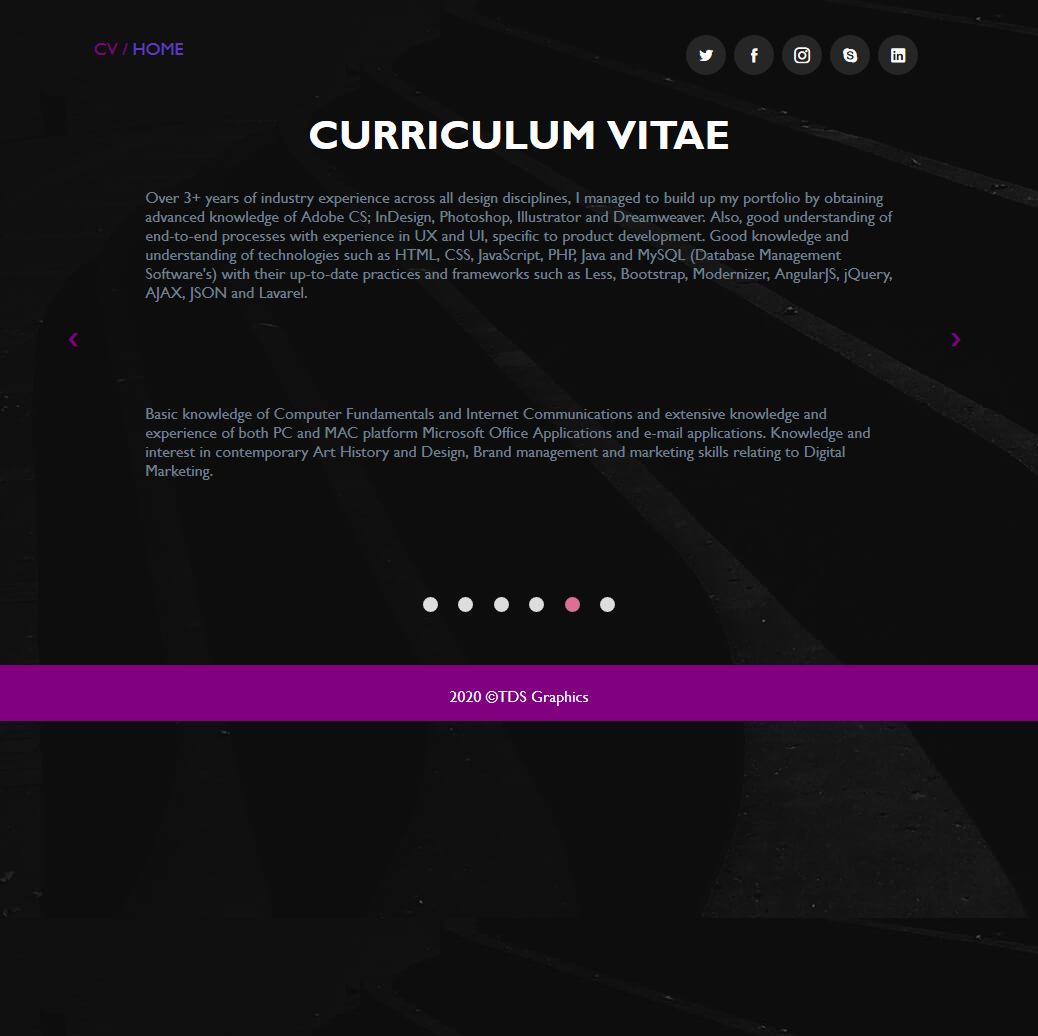 CV / HOME
CURRICULUM VITAE
Over 3+ years of industry experience across all design disciplines, I managed to build up my portfolio by obtaining
advanced knowledge of Adobe CS; InDesign, Photoshop, Illustrator and Dreamweaver. Also, good understanding of
end-to-end processes with experience in UX and UI, specific to product development. Good knowledge and
understanding of technologies such as HTML, CSS, JavaScript, PHP, Java and MySQL (Database Management
Software's) with their up-to-date practices and frameworks such as Less, Bootstrap, Modernizer, AngularJS, jQuery,
AJAX, JSON and Lavarel.
Basic knowledge of Computer Fundamentals and Internet Communications and extensive knowledge and
experience of both PC and MAC platform Microsoft Office Applications and e-mail applications. Knowledge and
interest in contemporary Art History and Design, Brand management and marketing skills relating to Digital
Marketing.
2020 ©TDS Graphics